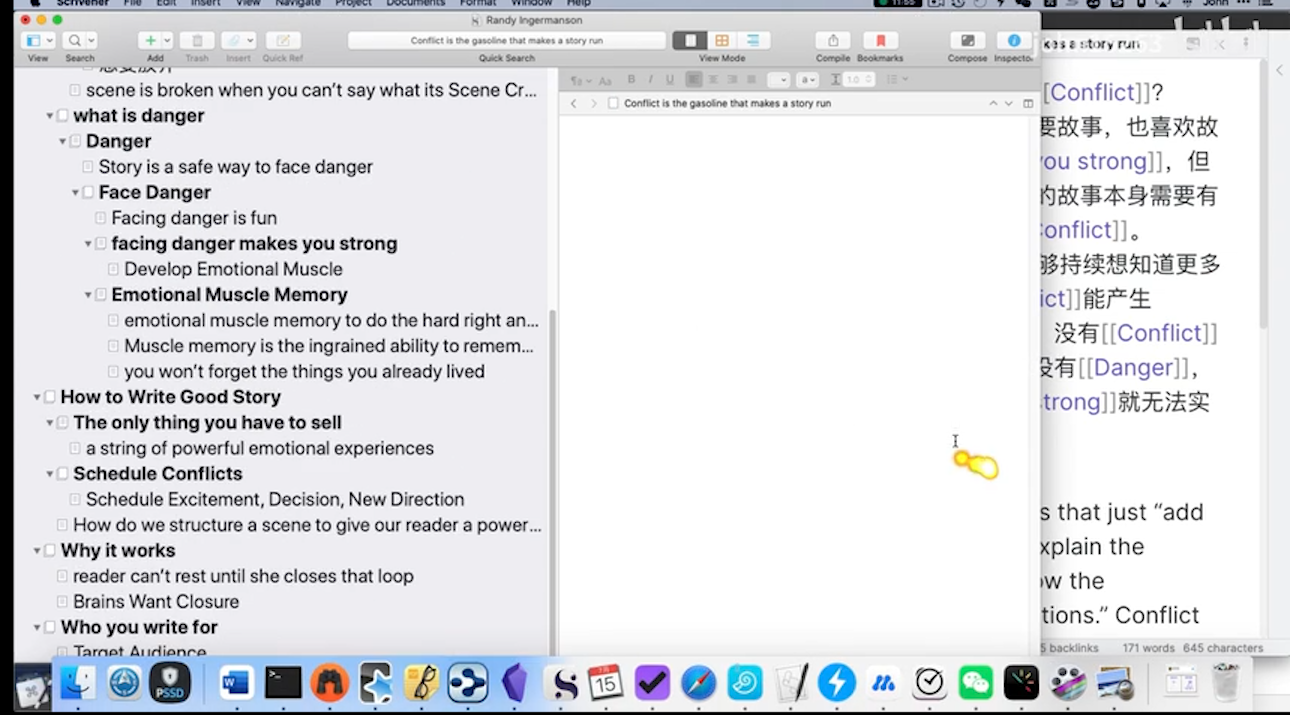 Scrivener File Edit Insert View Navigate Project Documents Format Window Help
John
Randy Ingermanson
Conflict is the gasoline that makes a story run
View Search Add Trash Insert Quick Ref Quick Search View Mode Compile Bookmarks Compose Inspector
kes a story run
scene is broken when you can’t say what its Scene Cr...
what is danger
Danger
Story is a safe way to face danger
Face Danger
Facing danger is fun
facing danger makes you strong
Develop Emotional Muscle
Emotional Muscle Memory
emotional muscle memory to do the hard right an...
Muscle memory is the ingrained ability to remem...
you won’t forget the things you already lived
How to Write Good Story
The only thing you have to sell
a string of powerful emotional experiences
Schedule Conflicts
Schedule Excitement, Decision, New Direction
How do we structure a scene to give our reader a power...
Why it works
reader can’t rest until she closes that loop
Brains Want Closure
Who you write for
Target Audience
Aa B I U a 1.0
Conflict is the gasoline that makes a story run
[Conflict]]?
要故事，也喜欢故
you strong]]，但
的故事本身需要有
Conflict]]。
够持续想知道更多
ict]]能产生
没有[[Conflict]]
没有[[Danger]]，
strong]]就无法实
s that just “add
xplain the
ow the
tions.” Conflict
5 backlinks 171 words 645 characters
PSSD
W
15